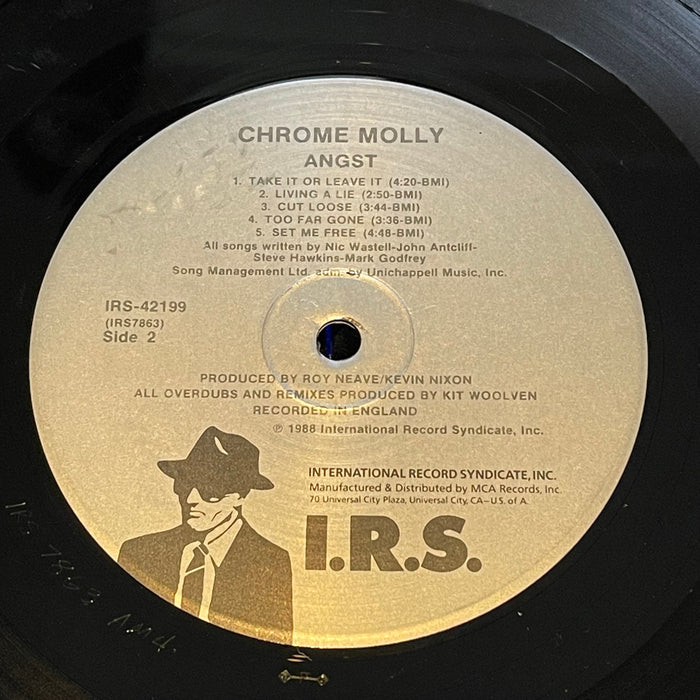 CHROME MOLLY
ANGST
1. TAKE IT OR LEAVE IT (4:20-BMI)
2. LIVING A LIE (2:50-BMI)
3. CUT LOOSE (3:44-BMI)
4. TOO FAR GONE (3:36-BMI)
5. SET ME FREE (4:48-BMI)
All songs written by Nic Wastell-John Antcliff-
Steve Hawkins-Mark Godfrey
Song Management Ltd. adm. by Unichappell Music, Inc.
IRS-42199
(IRS7863)
Side 2
PRODUCED BY ROY NEAVE/KEVIN NIXON
ALL OVERDUBS AND REMIXES PRODUCED BY KIT WOOLVEN
RECORDED IN ENGLAND
℗ 1988 International Record Syndicate, Inc.
INTERNATIONAL RECORD SYNDICATE, INC.
Manufactured & Distributed by MCA Records, Inc.
70 Universal City Plaza, Universal City, CA–U.S. of A.
I.R.S.
IRS 7863